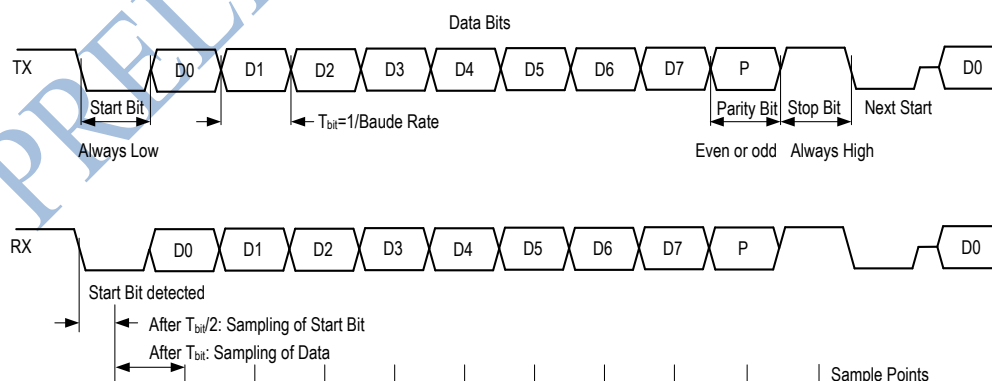 Data Bits
TX D0 D1 D2 D3 D4 D5 D6 D7 P D0
Start Bit Parity Bit Stop Bit Next Start
Tbit=1/Baude Rate
Always Low Even or odd Always High
RX D0 D1 D2 D3 D4 D5 D6 D7 P D0
Start Bit detected
After Tbit/2: Sampling of Start Bit
After Tbit: Sampling of Data
Sample Points
PREL